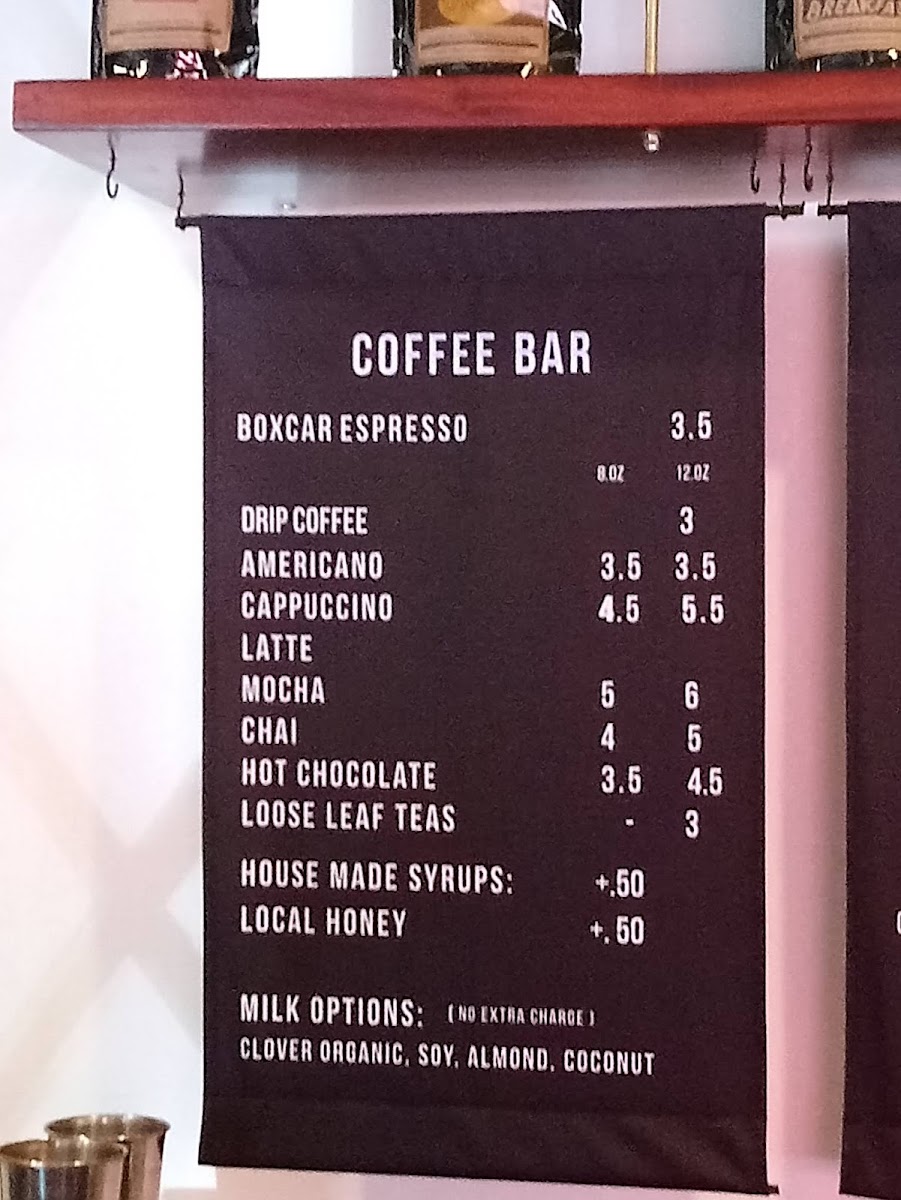 BREAKFA
COFFEE BAR
BOXCAR ESPRESSO 3.5
8.OZ 12.OZ
DRIP COFFEE 3
AMERICANO 3.5 3.5
CAPPUCCINO 4.5 5.5
LATTE
MOCHA 5 6
CHAI 4 5
HOT CHOCOLATE 3.5 4.5
LOOSE LEAF TEAS - 3
HOUSE MADE SYRUPS: +.50
LOCAL HONEY +.50
MILK OPTIONS: (NO EXTRA CHARGE)
CLOVER ORGANIC, SOY, ALMOND, COCONUT